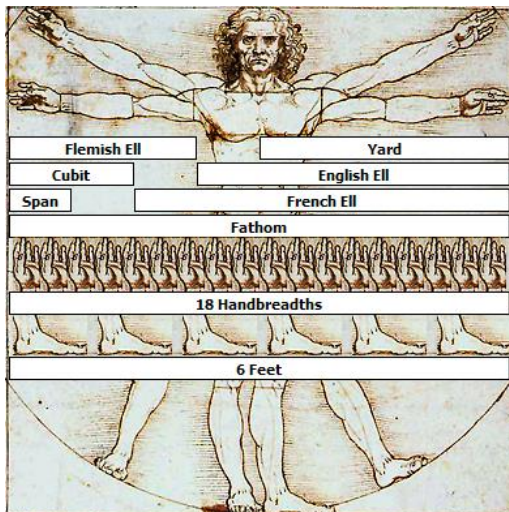 Flemish Ell Yard
Cubit English Ell
Span French Ell
Fathom
18 Handbreadths
6 Feet